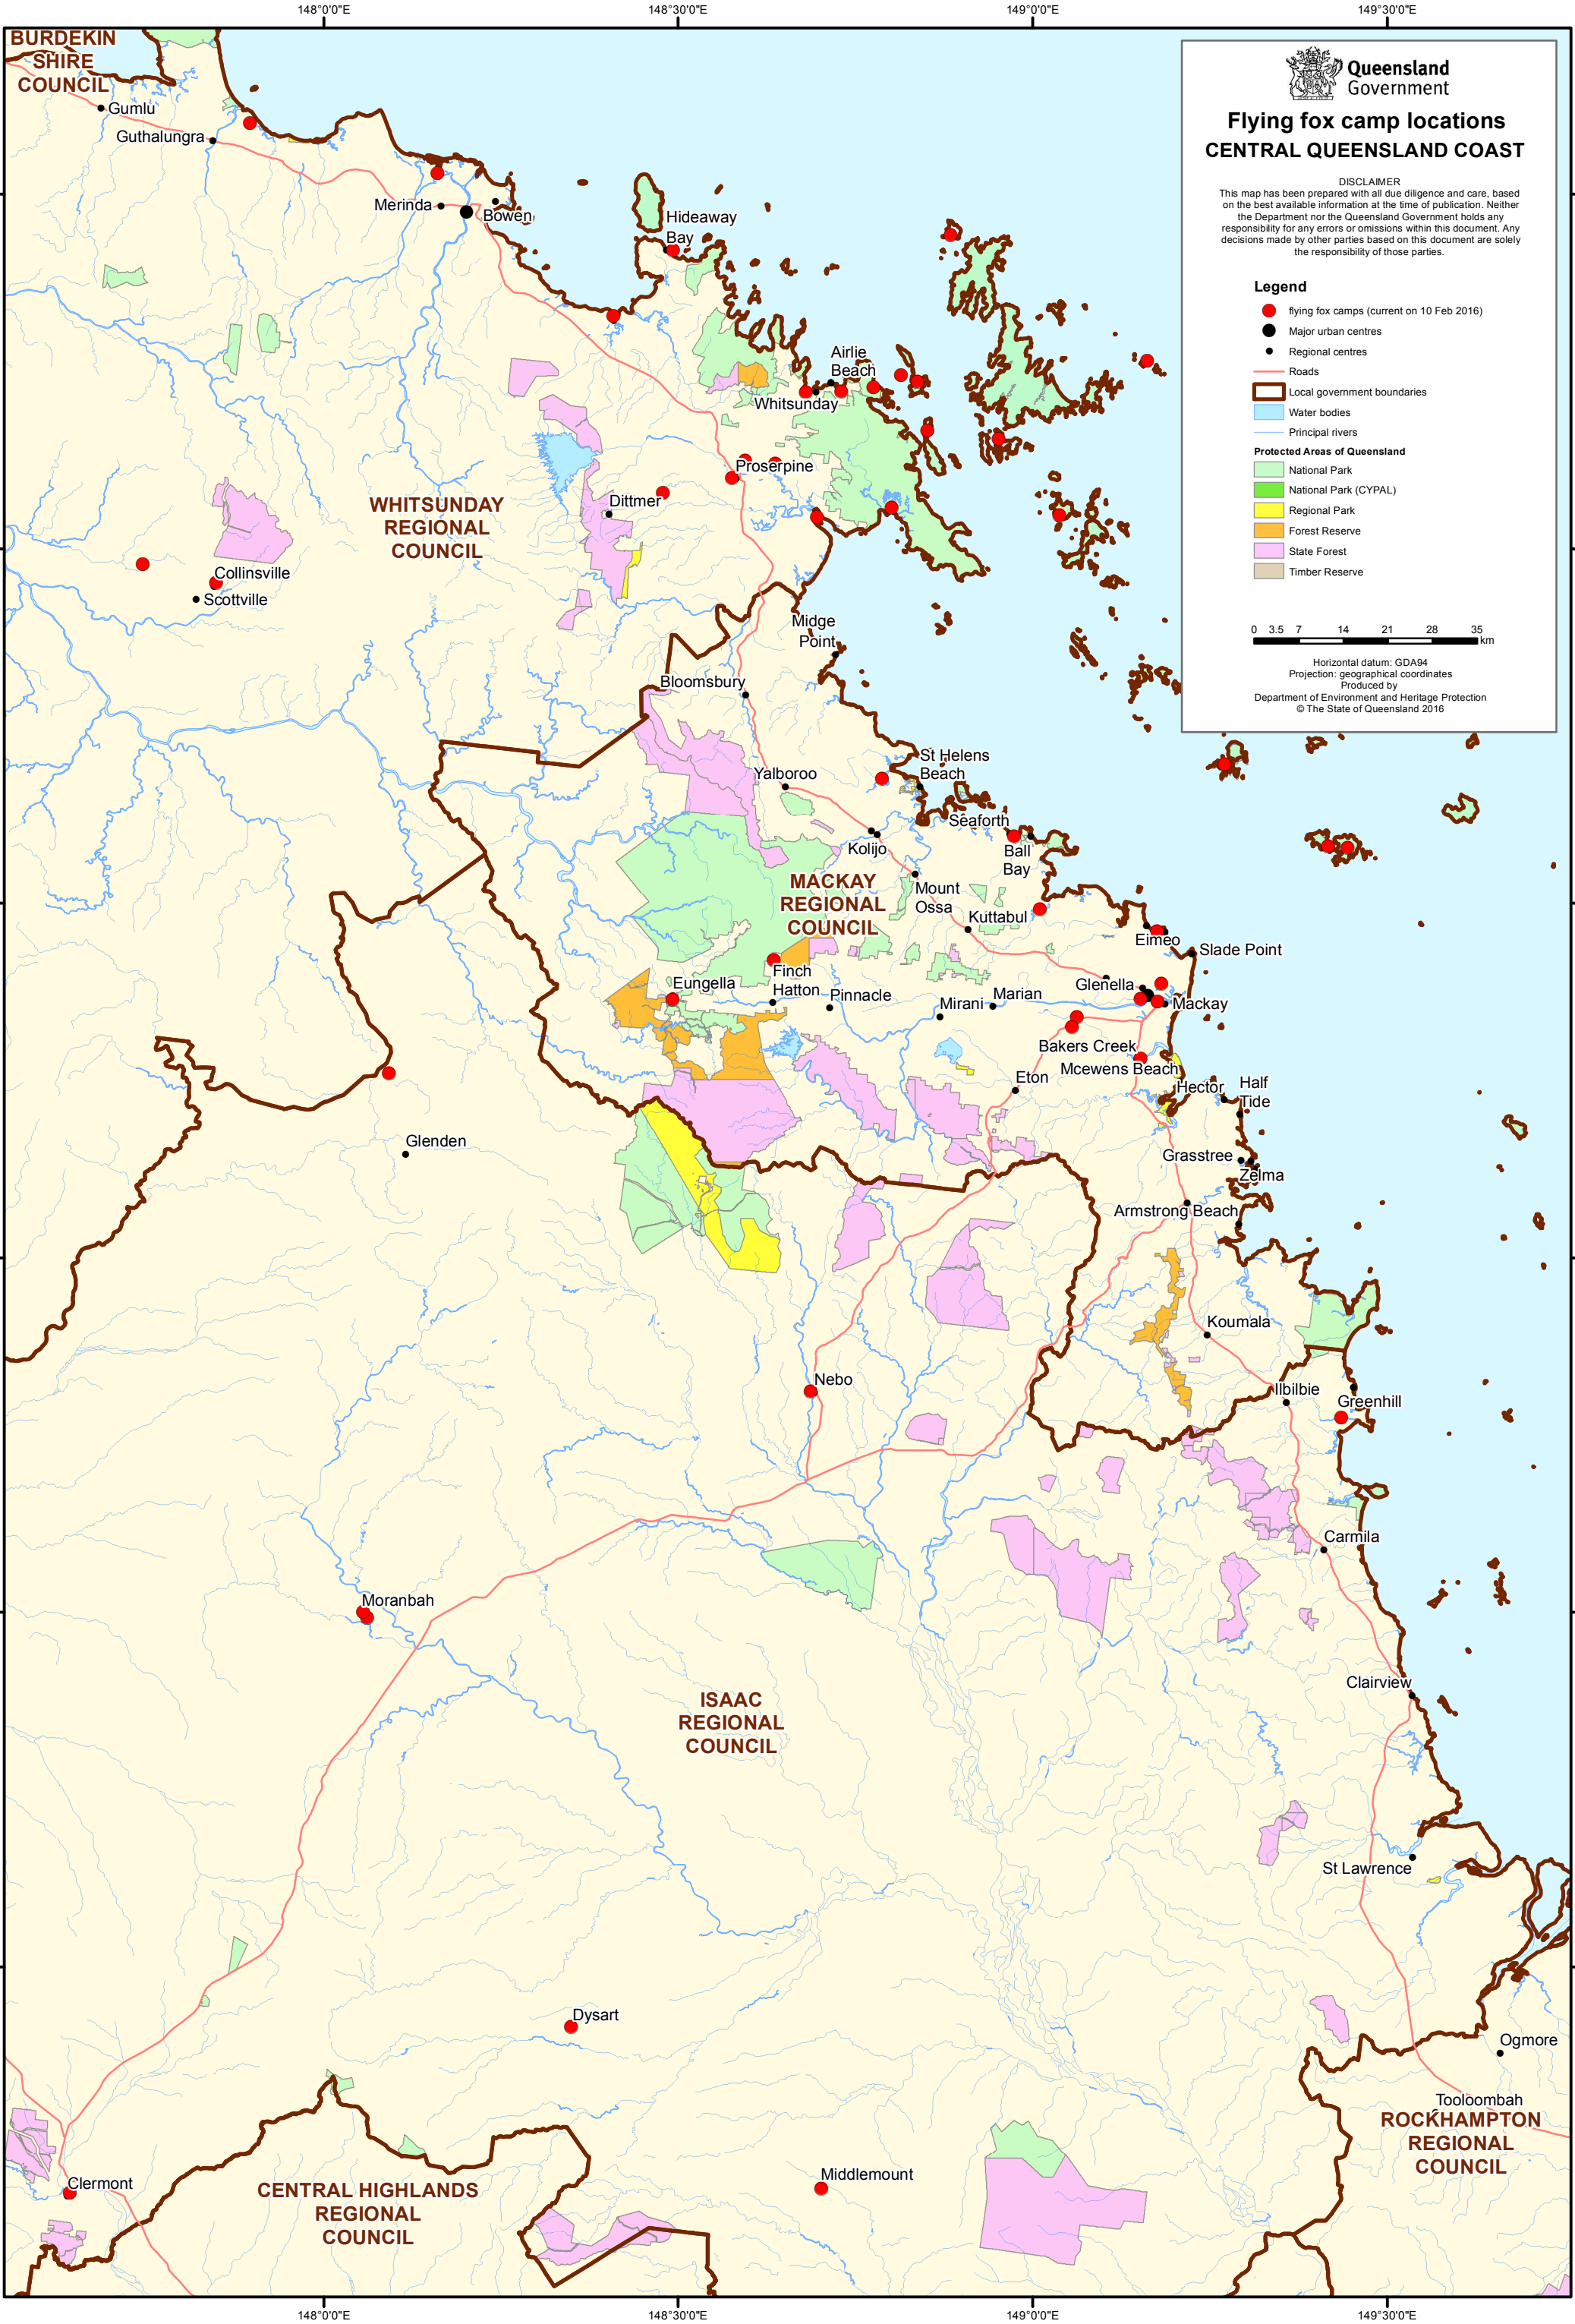 148°0'0"E
148°30'0"E
149°0'0"E
149°30'0"E
BURDEKIN
SHIRE
COUNCIL
Gumlu
Guthalungra
Merinda
Bowen
Hideaway
Bay
Airlie
Beach
Whitsunday
Proserpine
Dittmer
WHITSUNDAY
REGIONAL
COUNCIL
Collinsville
Scottville
Midge
Point
Bloomsbury
Queensland
Government
Flying fox camp locations
CENTRAL QUEENSLAND COAST
DISCLAIMER
This map has been prepared with all due diligence and care, based
on the best available information at the time of publication. Neither
the Department nor the Queensland Government holds any
responsibility for any errors or omissions within this document. Any
decisions made by other parties based on this document are solely
the responsibility of those parties.
Legend
flying fox camps (current on 10 Feb 2016)
Major urban centres
Regional centres
Roads
Local government boundaries
Water bodies
Principal rivers
Protected Areas of Queensland
National Park
National Park (CYPAL)
Regional Park
Forest Reserve
State Forest
Timber Reserve
0 3.5 7 14 21 28 35
km
Horizontal datum: GDA94
Projection: geographical coordinates
Produced by
Department of Environment and Heritage Protection
© The State of Queensland 2016
St Helens
Beach
Yalboroo
Seaforth
Kolijo
Ball
Bay
MACKAY
REGIONAL
COUNCIL
Mount
Ossa
Kuttabul
Eimeo
Slade Point
Finch
Hatton
Eungella
Pinnacle
Mirani
Marian
Glenella
Mackay
Bakers Creek
Mcewens Beach
Eton
Hector
Half
Tide
Glenden
Grasstree
Zelma
Armstrong Beach
Koumala
Nebo
Ilbilbie
Greenhill
Carmila
Moranbah
Clairview
ISAAC
REGIONAL
COUNCIL
St Lawrence
Dysart
Ogmore
Tooloombah
ROCKHAMPTON
REGIONAL
COUNCIL
Clermont
CENTRAL HIGHLANDS
REGIONAL
COUNCIL
Middlemount
148°0'0"E
148°30'0"E
149°0'0"E
149°30'0"E